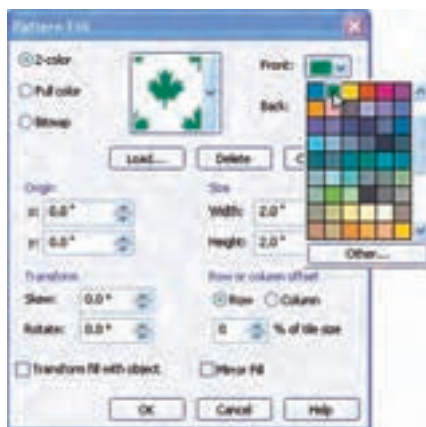 Pattern Fill
2-color
Front:
Full color
Back:
Bitmap
Load... Delete C
Origin Size
x: 0.0" Width: 2.0"
y: 0.0" Height: 2.0"
Transform Row or column offset
Skew: 0.0° Row Column
Rotate: 0.0° 0 % of tile size
Transform fill with object Mirror Fill
OK Cancel Help
Other...